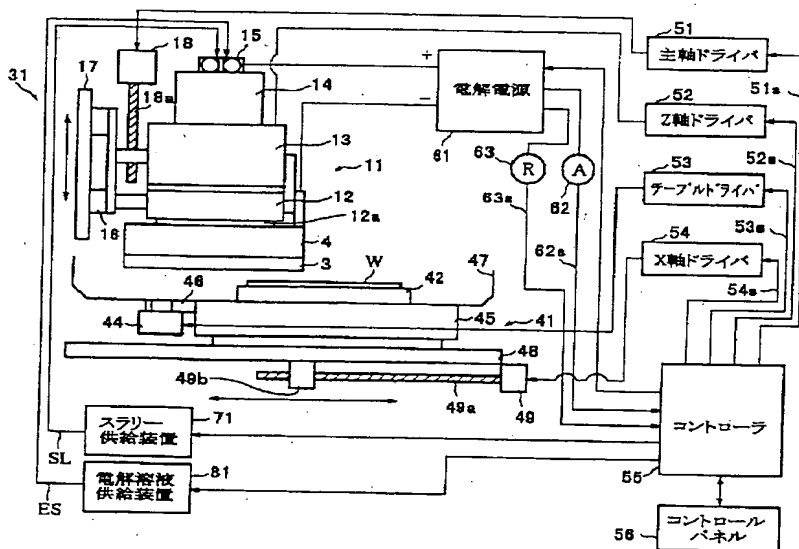 31
17
18
15
18a
14
13
11
12
12a
16
4
3
W
47
42
46
44
45
41
48
49b
49a
49
+
−
電解電源
61
63
R
A
63a
62
62a
51
主軸ドライバ
51a
52
Z軸ドライバ
52a
53
テーブルドライバ
53a
54
X軸ドライバ
54a
スラリー
供給装置
71
SL
電解溶液
供給装置
81
ES
コントローラ
55
コントロール
パネル
56